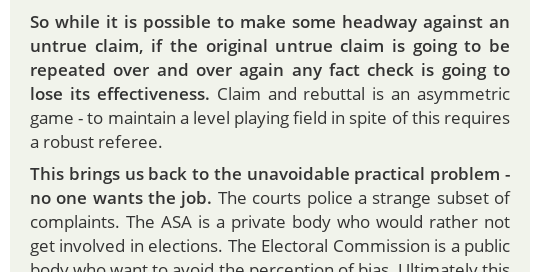 So while it is possible to make some headway against an
untrue claim, if the original untrue claim is going to be
repeated over and over again any fact check is going to
lose its effectiveness. Claim and rebuttal is an asymmetric
game - to maintain a level playing field in spite of this requires
a robust referee.
This brings us back to the unavoidable practical problem -
no one wants the job. The courts police a strange subset of
complaints. The ASA is a private body who would rather not
get involved in elections. The Electoral Commission is a public
body who want to avoid the perception of bias. Ultimately this